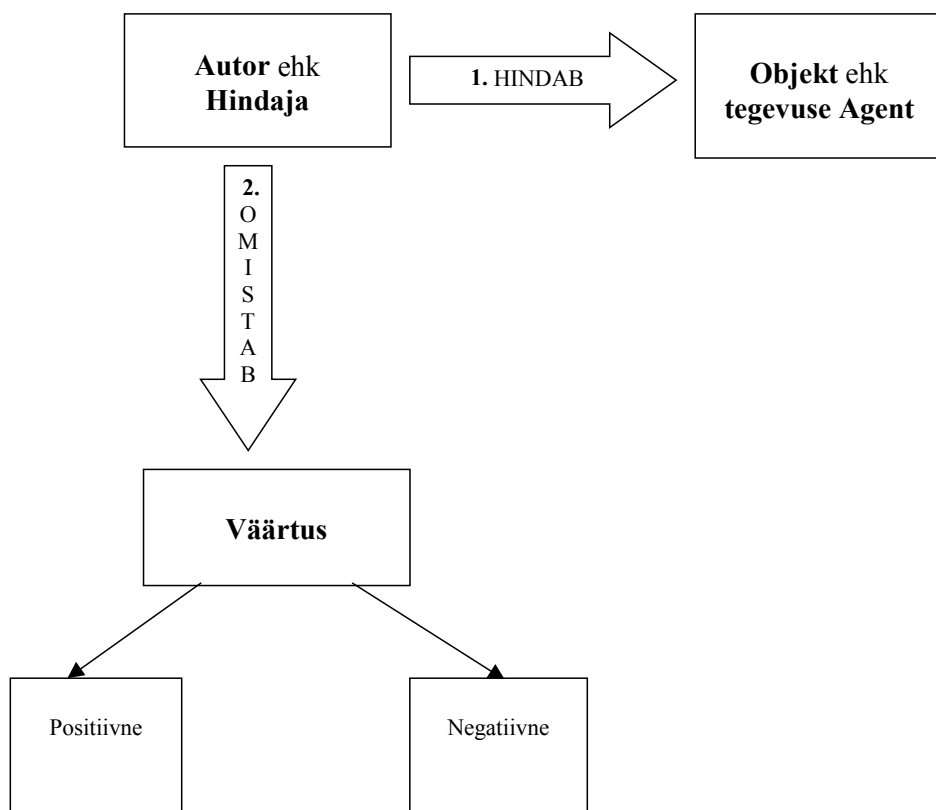 Autor ehk
Hindaja
1. HINDAB
Objekt ehk
tegevuse Agent
2.
O
M
I
S
T
A
B
Väärtus
Positiivne
Negatiivne